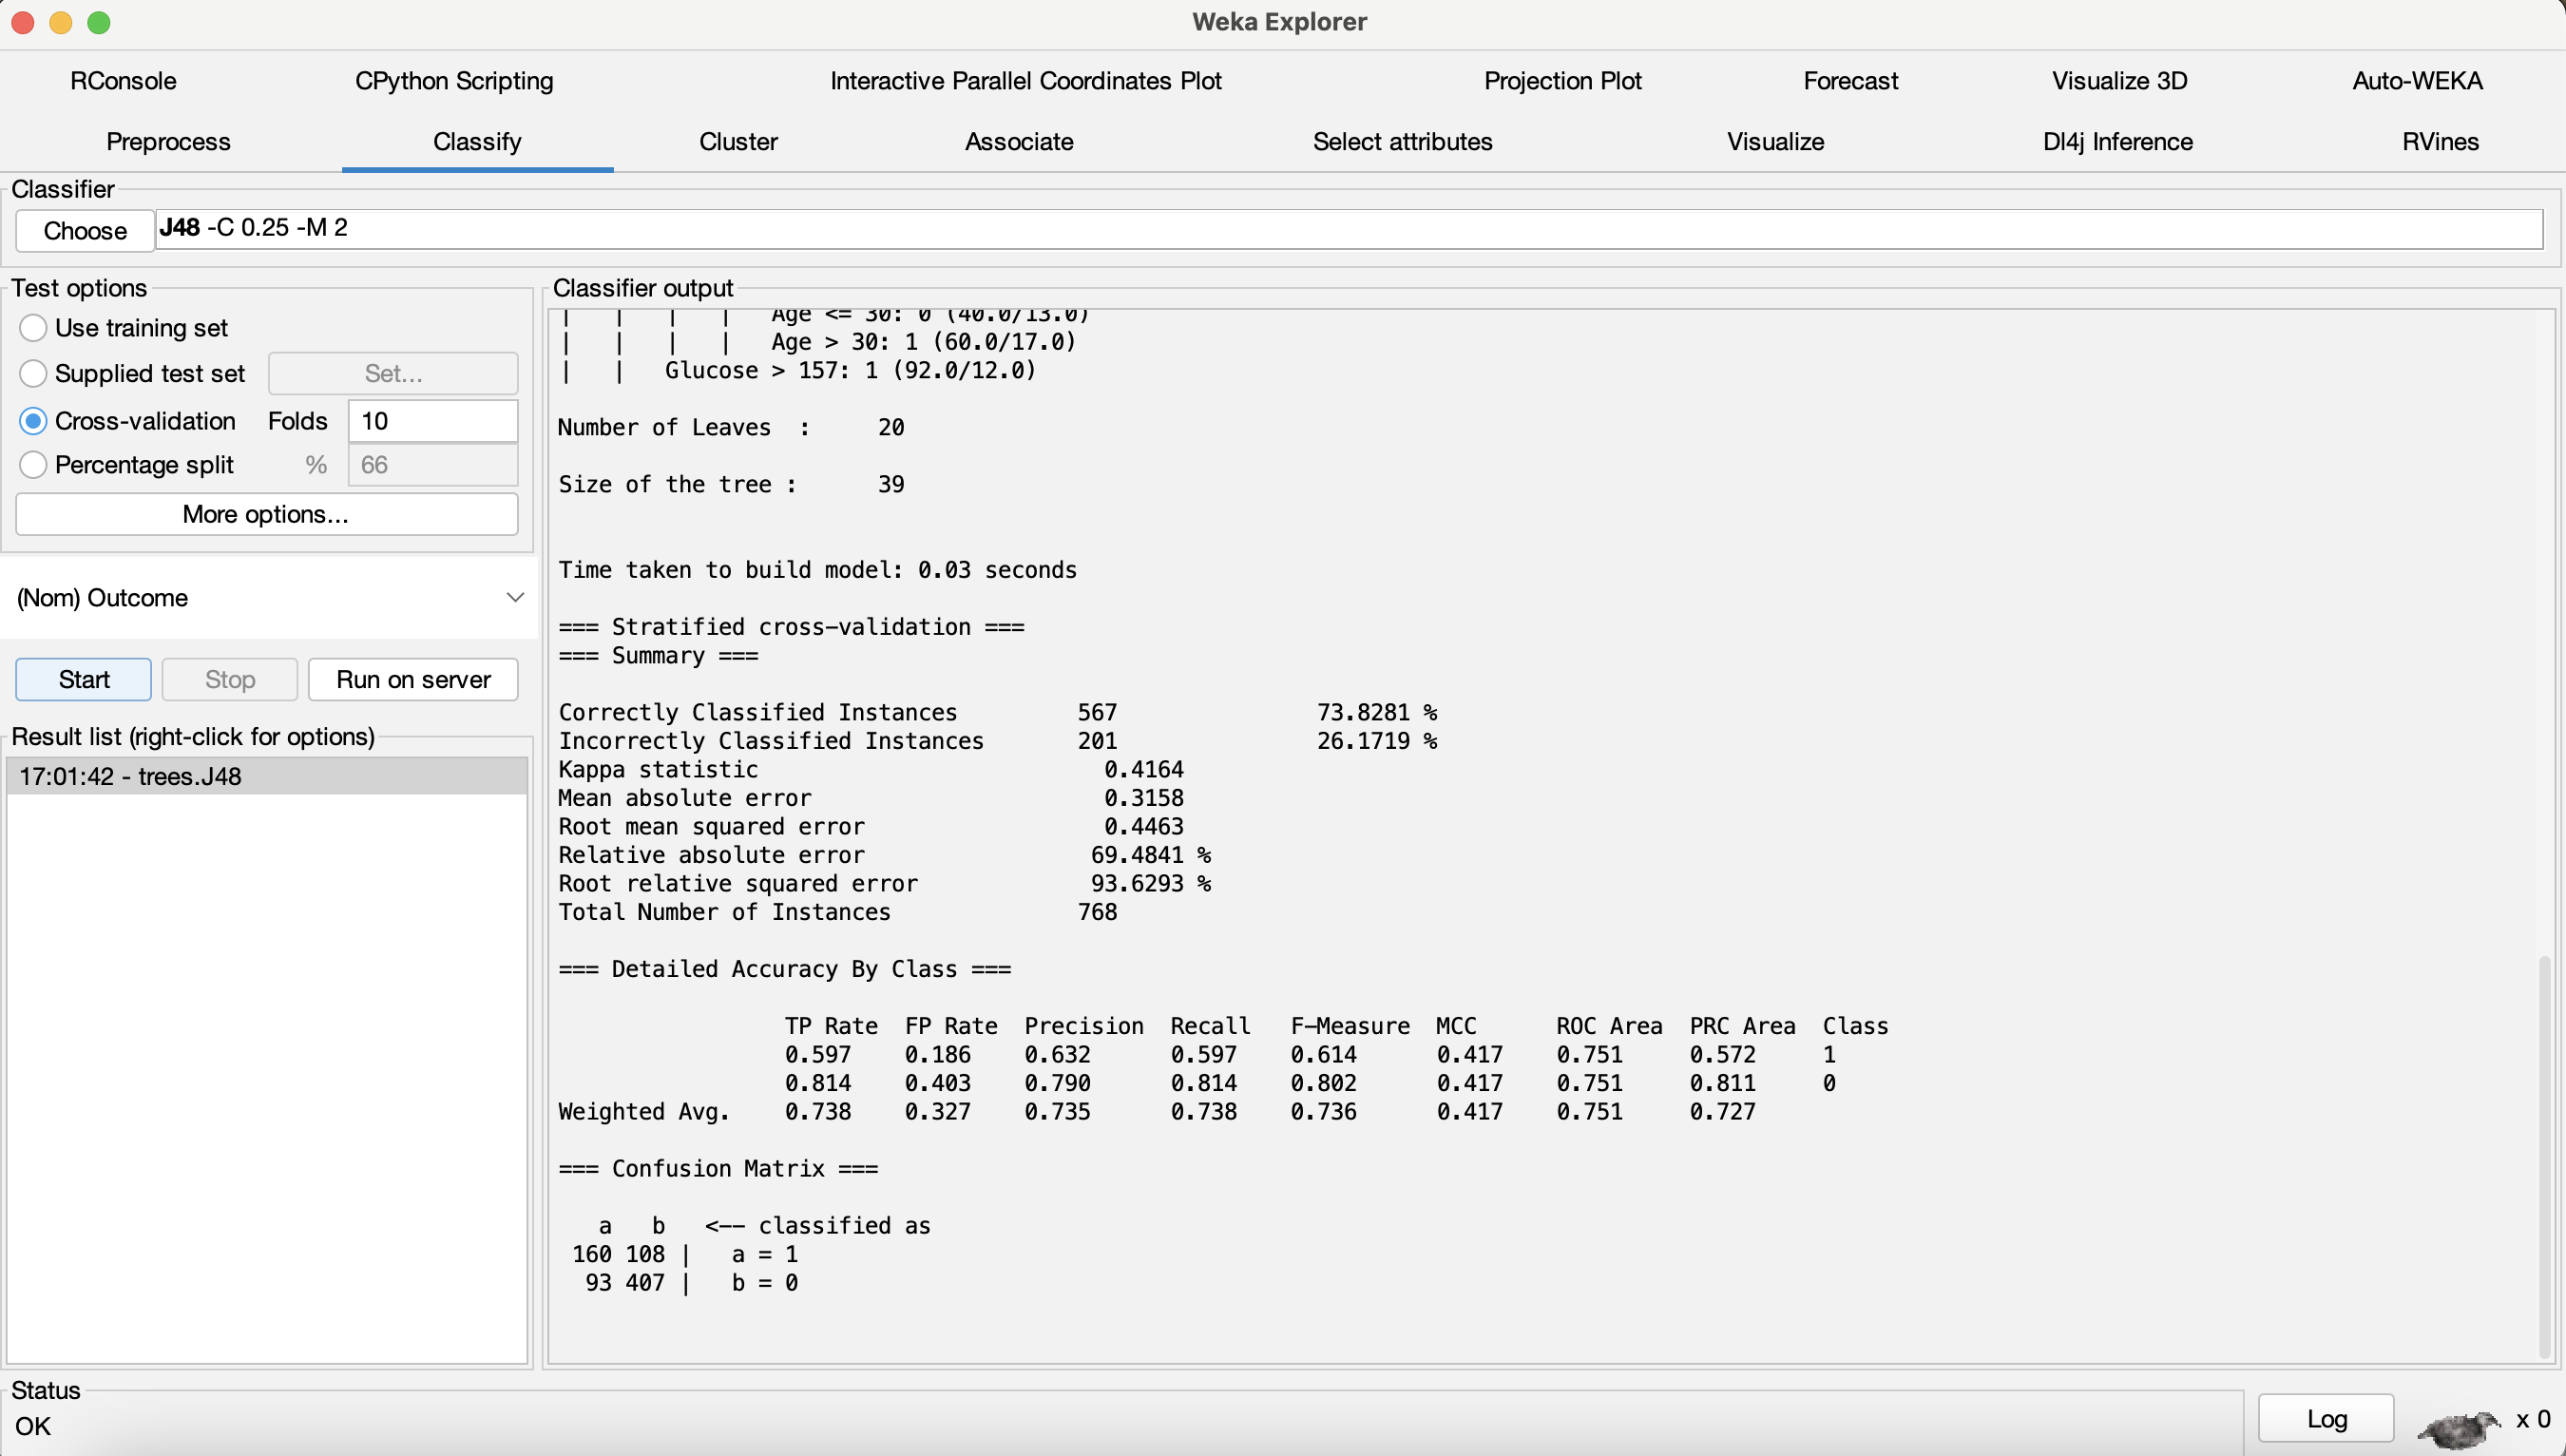 Weka Explorer
RConsole CPython Scripting Interactive Parallel Coordinates Plot Projection Plot Forecast Visualize 3D Auto-WEKA
Preprocess Classify Cluster Associate Select attributes Visualize Dl4j Inference RVines
Classifier
Choose J48 -C 0.25 -M 2
Test options
Use training set
Supplied test set Set...
Cross-validation Folds 10
Percentage split % 66
More options...
(Nom) Outcome
Start Stop Run on server
Result list (right-click for options)
17:01:42 - trees.J48
Classifier output
| | | | Age <= 30: 0 (40.0/13.0)
| | | | Age > 30: 1 (60.0/17.0)
| | Glucose > 157: 1 (92.0/12.0)
Number of Leaves : 20
Size of the tree : 39
Time taken to build model: 0.03 seconds
=== Stratified cross-validation ===
=== Summary ===
Correctly Classified Instances 567 73.8281 %
Incorrectly Classified Instances 201 26.1719 %
Kappa statistic 0.4164
Mean absolute error 0.3158
Root mean squared error 0.4463
Relative absolute error 69.4841 %
Root relative squared error 93.6293 %
Total Number of Instances 768
=== Detailed Accuracy By Class ===
TP Rate FP Rate Precision Recall F-Measure MCC ROC Area PRC Area Class
0.597 0.186 0.632 0.597 0.614 0.417 0.751 0.572 1
0.814 0.403 0.790 0.814 0.802 0.417 0.751 0.811 0
Weighted Avg. 0.738 0.327 0.735 0.738 0.736 0.417 0.751 0.727
=== Confusion Matrix ===
a b <-- classified as
160 108 | a = 1
93 407 | b = 0
Status
OK
Log x 0